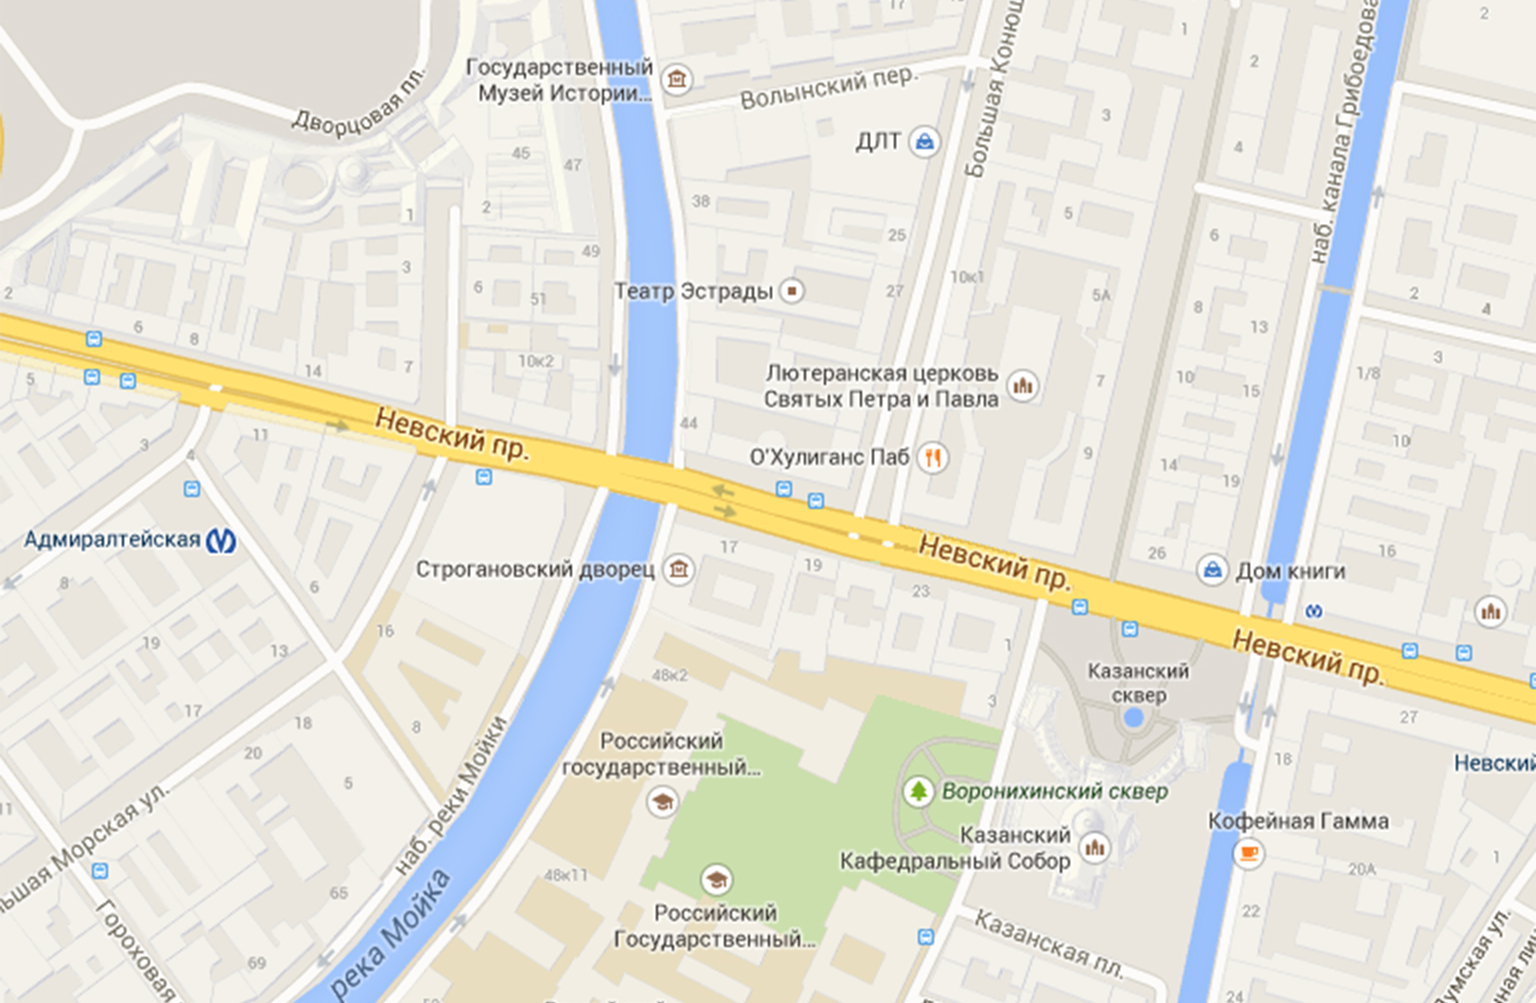 17
1
2
наб. канала Грибоедова
Большая Конюш
Государственный
Музей Истории...
Волынский пер.
2
Дворцовая пл.
3
ДЛТ
4
45
47
38
1
2
5
25
6
49
3
10к1
6
51
Театр Эстрады
27
5А
2
4
2
8
13
6
8
3
10к2
14
7
5
Лютеранская церковь
Святых Петра и Павла
7
10
15
1/8
Невский пр.
44
11
3
4
10
О'Хулиганс Паб
9
14
19
Адмиралтейская
17
Невский пр.
26
16
Строгановский дворец
19
Дом книги
8
6
23
16
19
13
1
Невский пр.
48к2
Казанский
сквер
3
17
18
8
27
20
Российский
государственный...
18
Невский
5
наб. реки Мойки
Воронихинский сквер
11
Большая Морская ул.
Казанский
Кафедральный Собор
Кофейная Гамма
1
48к11
20А
65
Российский
Государственный...
22
Гороховая
река Мойка
Казанская пл.
69
24